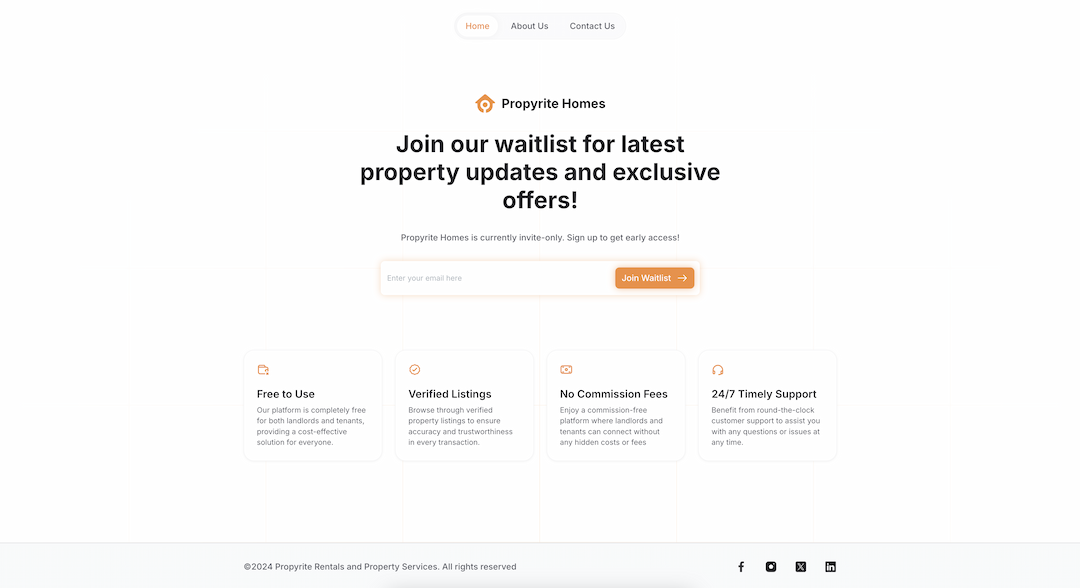 Home About Us Contact Us
Propyrite Homes
Join our waitlist for latest
property updates and exclusive
offers!
Propyrite Homes is currently invite-only. Sign up to get early access!
Enter your email here
Join Waitlist
Free to Use
Our platform is completely free
for both landlords and tenants,
providing a cost-effective
solution for everyone.
Verified Listings
Browse through verified
property listings to ensure
accuracy and trustworthiness
in every transaction.
No Commission Fees
Enjoy a commission-free
platform where landlords and
tenants can connect without
any hidden costs or fees
24/7 Timely Support
Benefit from round-the-clock
customer support to assist you
with any questions or issues at
any time.
©2024 Propyrite Rentals and Property Services. All rights reserved